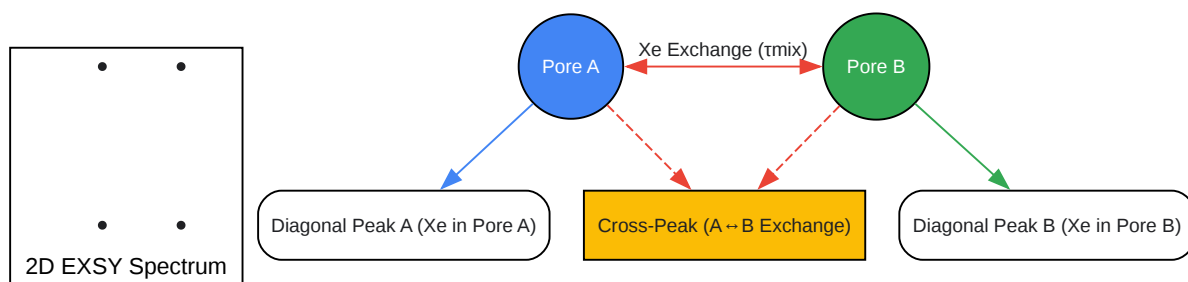 Xe Exchange (τmix)
Pore A
Pore B
Diagonal Peak A (Xe in Pore A)
Cross-Peak (A↔B Exchange)
Diagonal Peak B (Xe in Pore B)
2D EXSY Spectrum